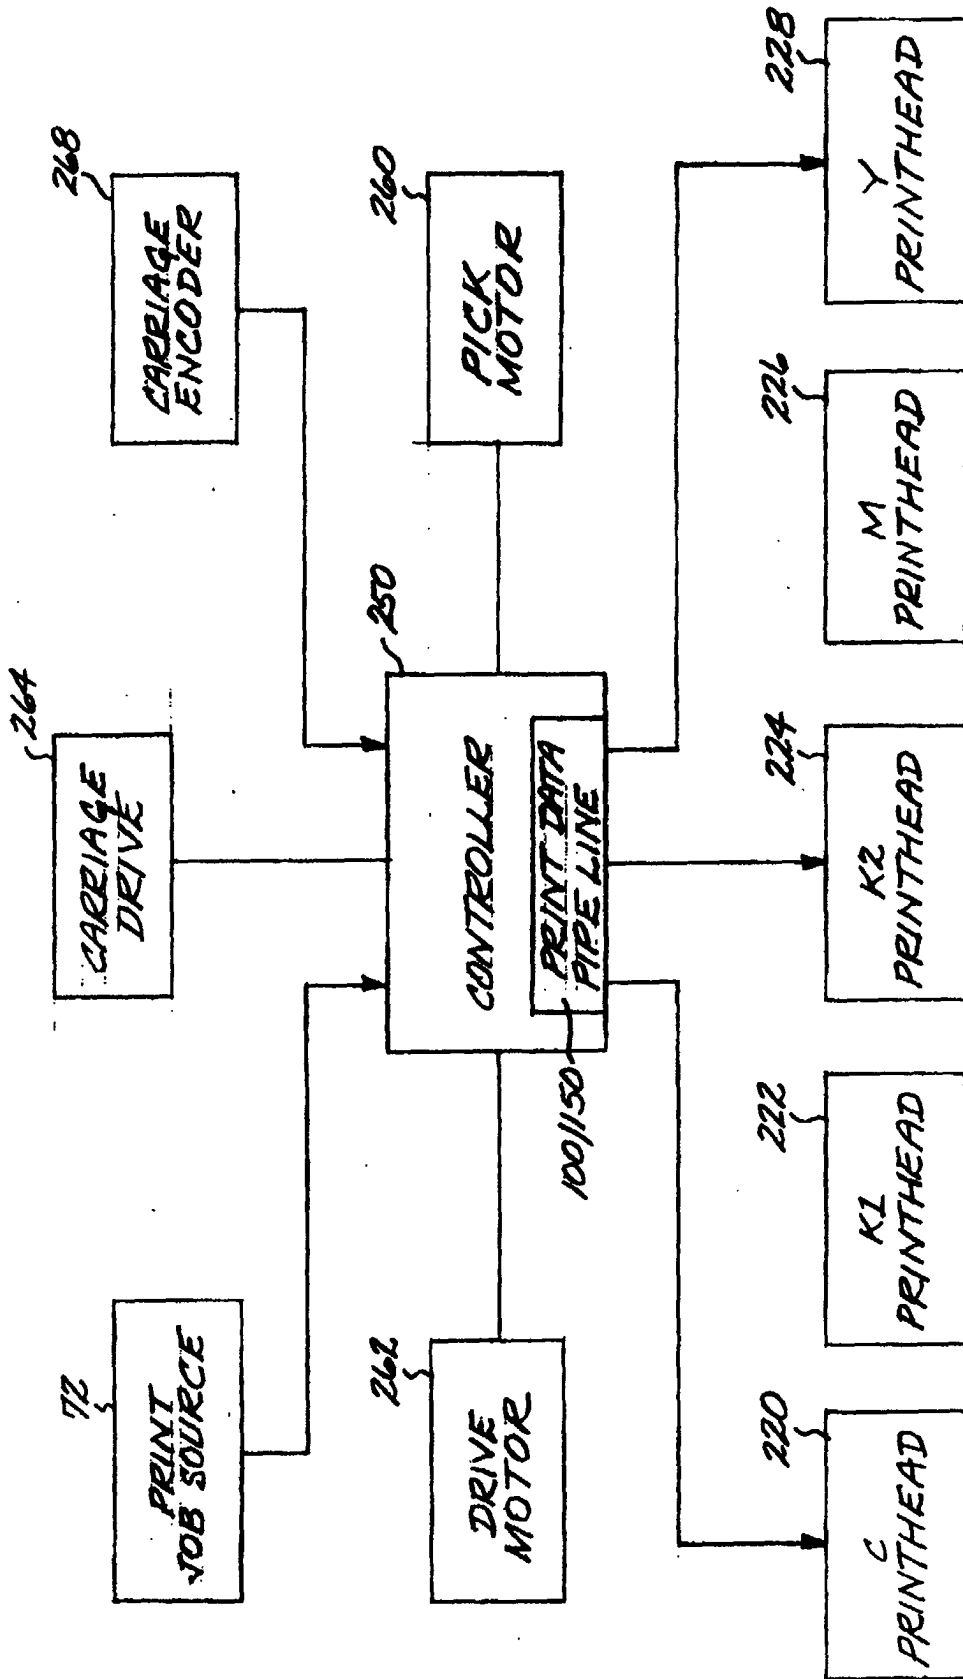 264
CARRIAGE
DRIVE
72
PRINT
JOB SOURCE
268
CARRIAGE
ENCODER
250
CONTROLLER
PRINT DATA
PIPE LINE
100/150
262
DRIVE
MOTOR
260
PICK
MOTOR
220
C
PRINTHEAD
222
K1
PRINTHEAD
224
K2
PRINTHEAD
226
M
PRINTHEAD
228
Y
PRINTHEAD